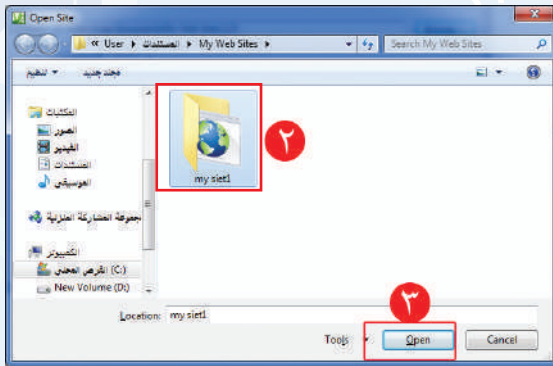 Open Site
« User ▸ المستندات ▸ My Web Sites ▸
Search My Web Sites
تنظيم
مجلد جديد
المكتبات
الصور
الفيديو
المستندات
الموسيقى
مجموعة المشاركة المنزلية
الكمبيوتر
القرص المحلي (C:)
New Volume (D:)
my siet1
٢
Location: my siet1
٣
Tools
Open
Cancel